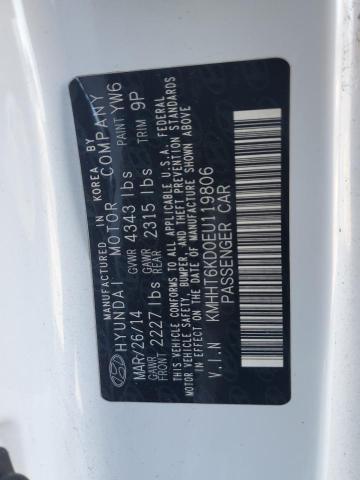 MANUFACTURED IN KOREA BY
HYUNDAI MOTOR COMPANY
MAR/26/14 GVWR 4343 lbs PAINT YW6
GAWR FRONT 2227 lbs GAWR REAR 2315 lbs TRIM 9P
THIS VEHICLE CONFORMS TO ALL APPLICABLE U.S.A. FEDERAL
MOTOR VEHICLE SAFETY, BUMPER, AND THEFT PREVENTION STANDARDS
IN EFFECT ON THE DATE OF MANUFACTURE SHOWN ABOVE
V.I.N KMHHT6KD0EU119806
PASSENGER CAR